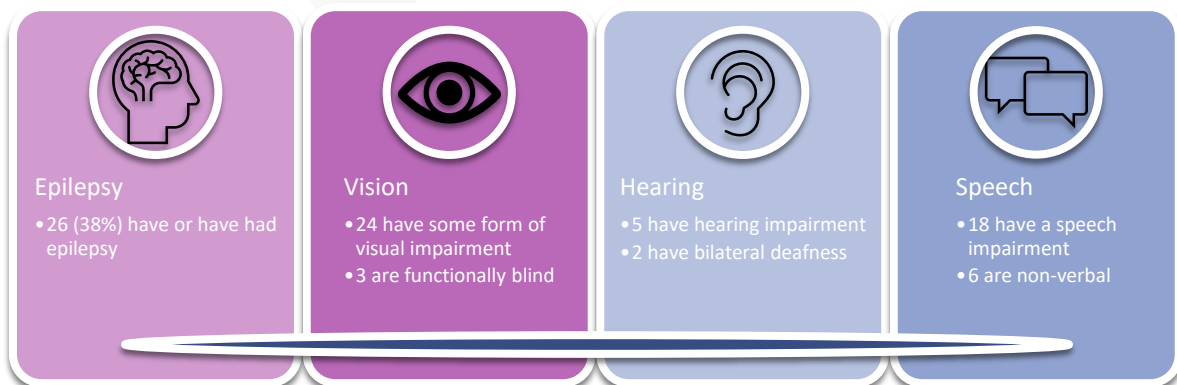 Epilepsy
•26 (38%) have or have had
epilepsy
Vision
•24 have some form of
visual impairment
•3 are functionally blind
Hearing
•5 have hearing impairment
•2 have bilateral deafness
Speech
•18 have a speech
impairment
•6 are non-verbal